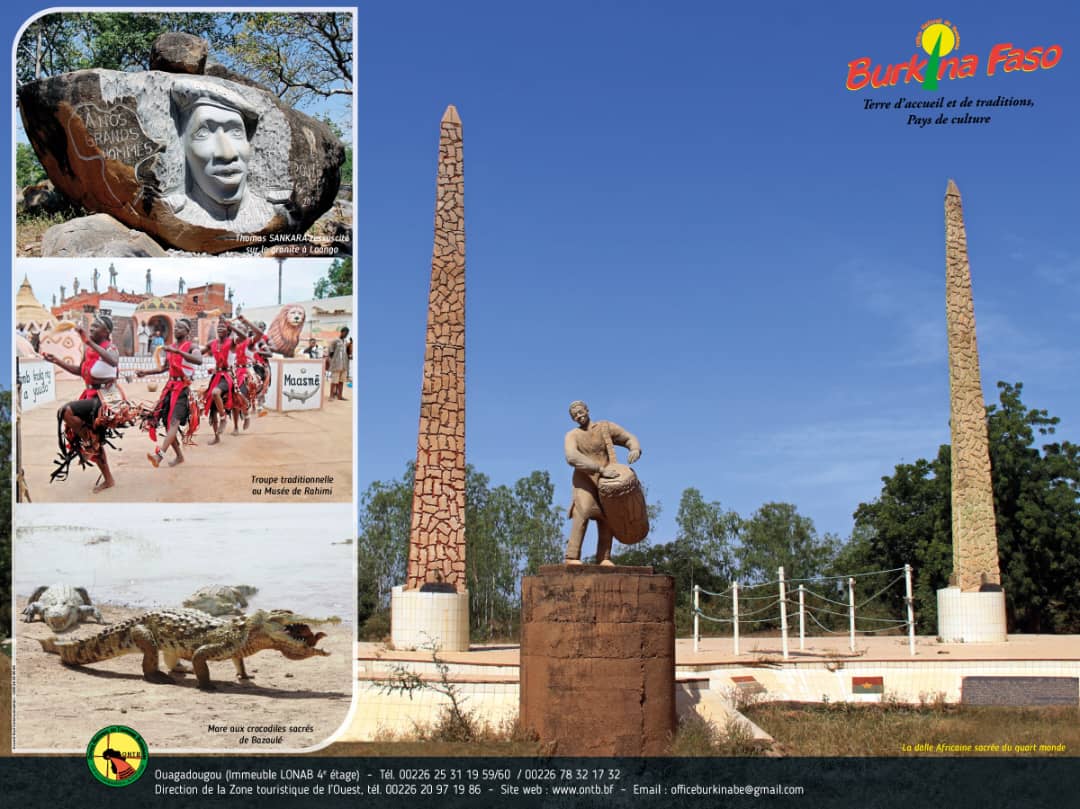 Burkina Faso
Terre d'accueil et de traditions,
Pays de culture
A NOS
GRANDS
HOMMES
Thomas SANKARA ressuscité
sur le granite à Laongo
Maasmé
Troupe traditionnelle
au Musée de Rahimi
Mare aux crocodiles sacrés
de Bazoulé
La dalle Africaine sacrée du quart monde
ONTB
Ouagadougou (Immeuble LONAB 4e étage) - Tél. 00226 25 31 19 59/60 / 00226 78 32 17 32
Direction de la Zone touristique de l'Ouest, tél. 00226 20 97 19 86 - Site web : www.ontb.bf - Email : officeburkinabe@gmail.com